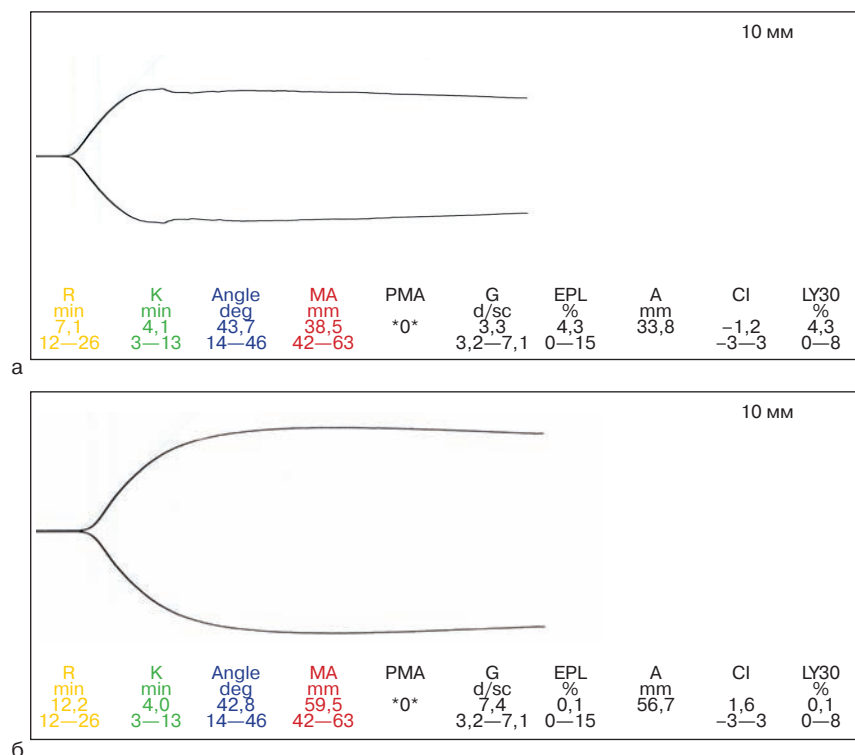 10 мм
R K Angle MA PMA G EPL A CI LY30
min min deg mm d/sc % mm %
7,1 4,1 43,7 38,5 *0* 3,3 4,3 33,8 –1,2 4,3
12—26 3—13 14—46 42—63 3,2—7,1 0—15 –3—3 0—8
а
10 мм
R K Angle MA PMA G EPL A CI LY30
min min deg mm d/sc % mm %
12,2 4,0 42,8 59,5 *0* 7,4 0,1 56,7 1,6 0,1
12—26 3—13 14—46 42—63 3,2—7,1 0—15 –3—3 0—8
б